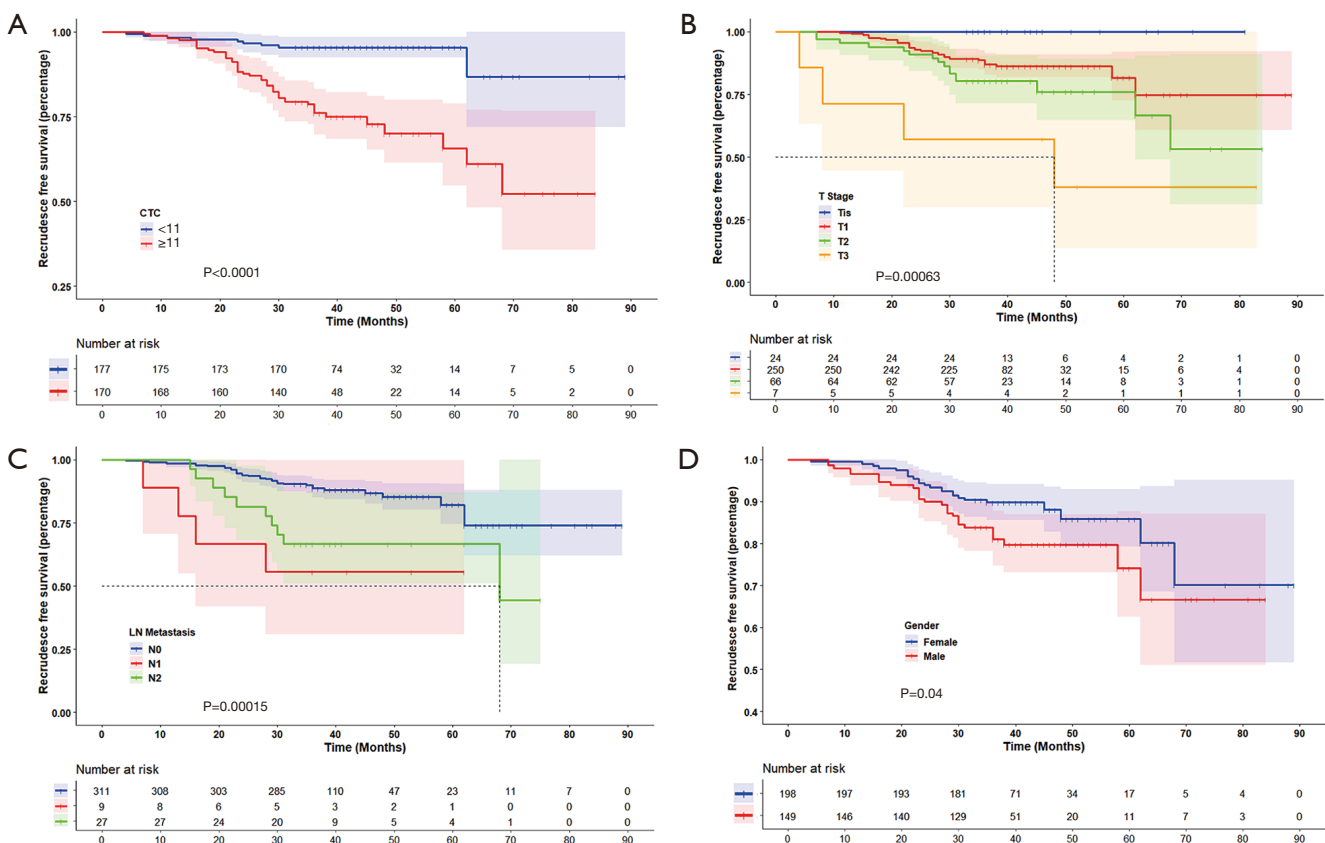 A
Recrudesce free survival (percentage)
1.00
0.75
0.50
0.25
CTC
<11
≥11
P<0.0001
0 10 20 30 40 50 60 70 80 90
Time (Months)
Number at risk
177 175 173 170 74 32 14 7 5 0
170 168 160 140 48 22 14 5 2 0
0 10 20 30 40 50 60 70 80 90
B
Recrudesce free survival (percentage)
1.00
0.75
0.50
0.25
0.00
T Stage
Tis
T1
T2
T3
P=0.00063
0 10 20 30 40 50 60 70 80 90
Time (Months)
Number at risk
24 24 24 24 13 6 4 2 1 0
250 250 242 225 82 32 15 6 4 0
66 64 62 57 23 14 8 3 1 0
7 5 5 4 4 2 1 1 1 0
0 10 20 30 40 50 60 70 80 90
C
Recrudesce free survival (percentage)
1.00
0.75
0.50
0.25
0.00
LN Metastasis
N0
N1
N2
P=0.00015
0 10 20 30 40 50 60 70 80 90
Time (Months)
Number at risk
311 308 303 285 110 47 23 11 7 0
9 8 6 5 3 2 1 0 0 0
27 27 24 20 9 5 4 1 0 0
0 10 20 30 40 50 60 70 80 90
D
Recrudesce free survival (percentage)
1.0
0.9
0.8
0.7
0.6
0.5
0.4
Gender
Female
Male
P=0.04
0 10 20 30 40 50 60 70 80 90
Time (Months)
Number at risk
198 197 193 181 71 34 17 5 4 0
149 146 140 129 51 20 11 7 3 0
0 10 20 30 40 50 60 70 80 90